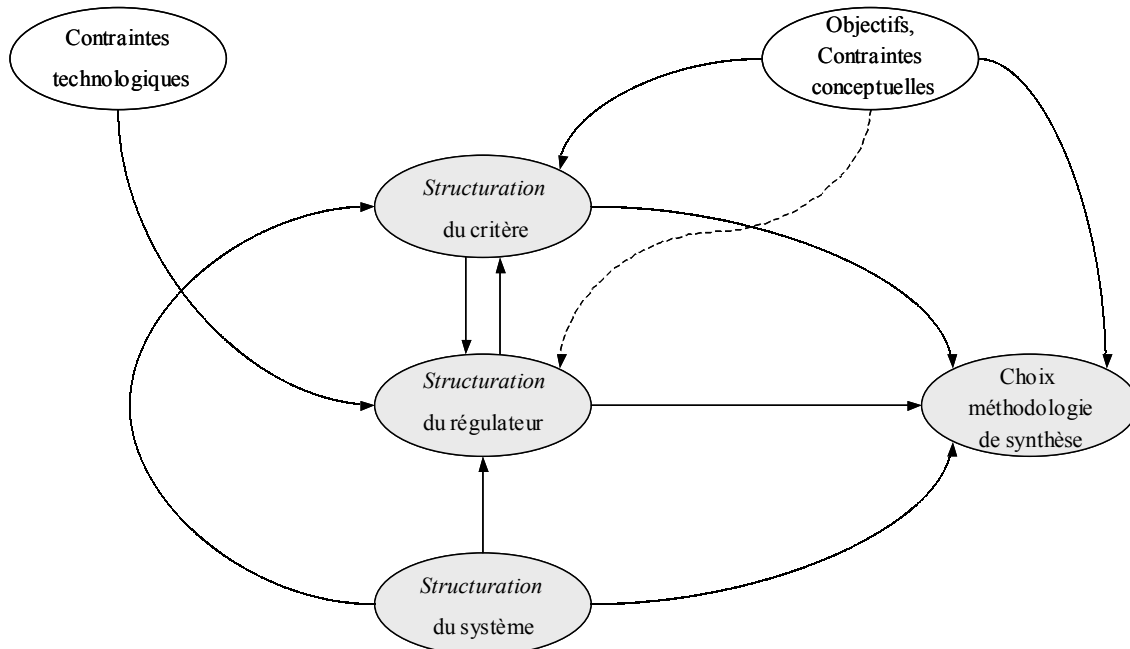 Contraintes
technologiques
Objectifs,
Contraintes
conceptuelles
Structuration
du critère
Structuration
du régulateur
Choix
méthodologie
de synthèse
Structuration
du système